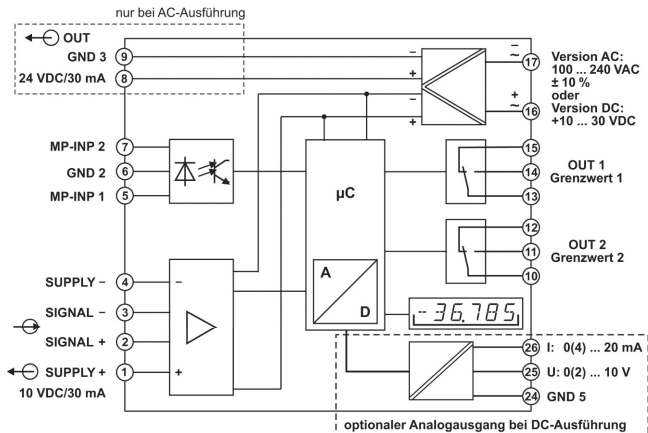 nur bei AC-Ausführung
OUT
GND 3
9
24 VDC/30 mA
8
MP-INP 2
7
GND 2
6
MP-INP 1
5
SUPPLY −
4
SIGNAL −
3
SIGNAL +
2
SUPPLY +
1
10 VDC/30 mA
−
+
−
+
µC
A
D
−
+
-36.785
−
~
17
+
~
16
Version AC:
100 ... 240 VAC
± 10 %
oder
Version DC:
+10 ... 30 VDC
15
14
13
OUT 1
Grenzwert 1
12
11
10
OUT 2
Grenzwert 2
26
I: 0(4) ... 20 mA
25
U: 0(2) ... 10 V
24
GND 5
optionaler Analogausgang bei DC-Ausführung